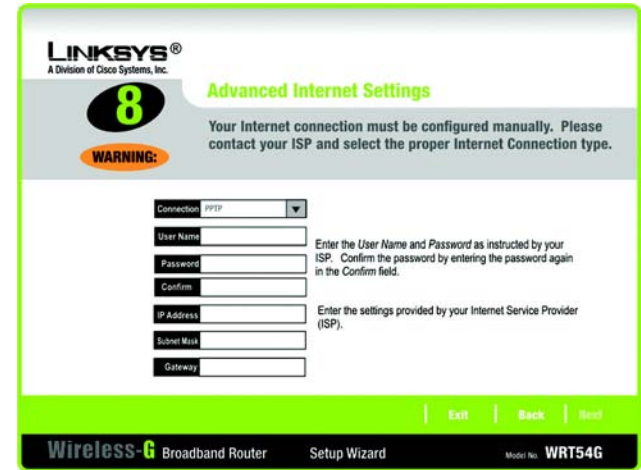 LINKSYS®
A Division of Cisco Systems, Inc.
8
WARNING:
Advanced Internet Settings
Your Internet connection must be configured manually. Please
contact your ISP and select the proper Internet Connection type.
Connection PPTP
User Name
Password
Confirm
Enter the User Name and Password as instructed by your
ISP. Confirm the password by entering the password again
in the Confirm field.
IP Address
Subnet Mask
Gateway
Enter the settings provided by your Internet Service Provider
(ISP).
Exit Back Next
Wireless-G Broadband Router Setup Wizard Model No. WRT54G